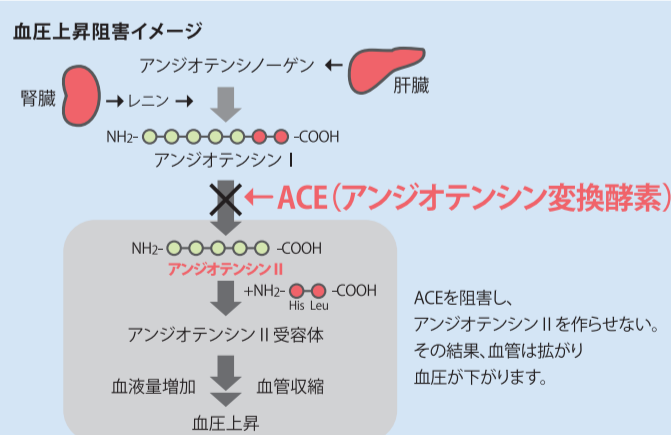 血圧上昇阻害イメージ
アンジオテンシノーゲン ←
肝臓
腎臓
→レニン →
NH2- -COOH
アンジオテンシンⅠ
←ACE(アンジオテンシン変換酵素)
NH2- -COOH
アンジオテンシンⅡ
+NH2- -COOH
His Leu
アンジオテンシンⅡ受容体
血液量増加 血管収縮
血圧上昇
ACEを阻害し、
アンジオテンシンⅡを作らせない。
その結果、血管は拡がり
血圧が下がります。